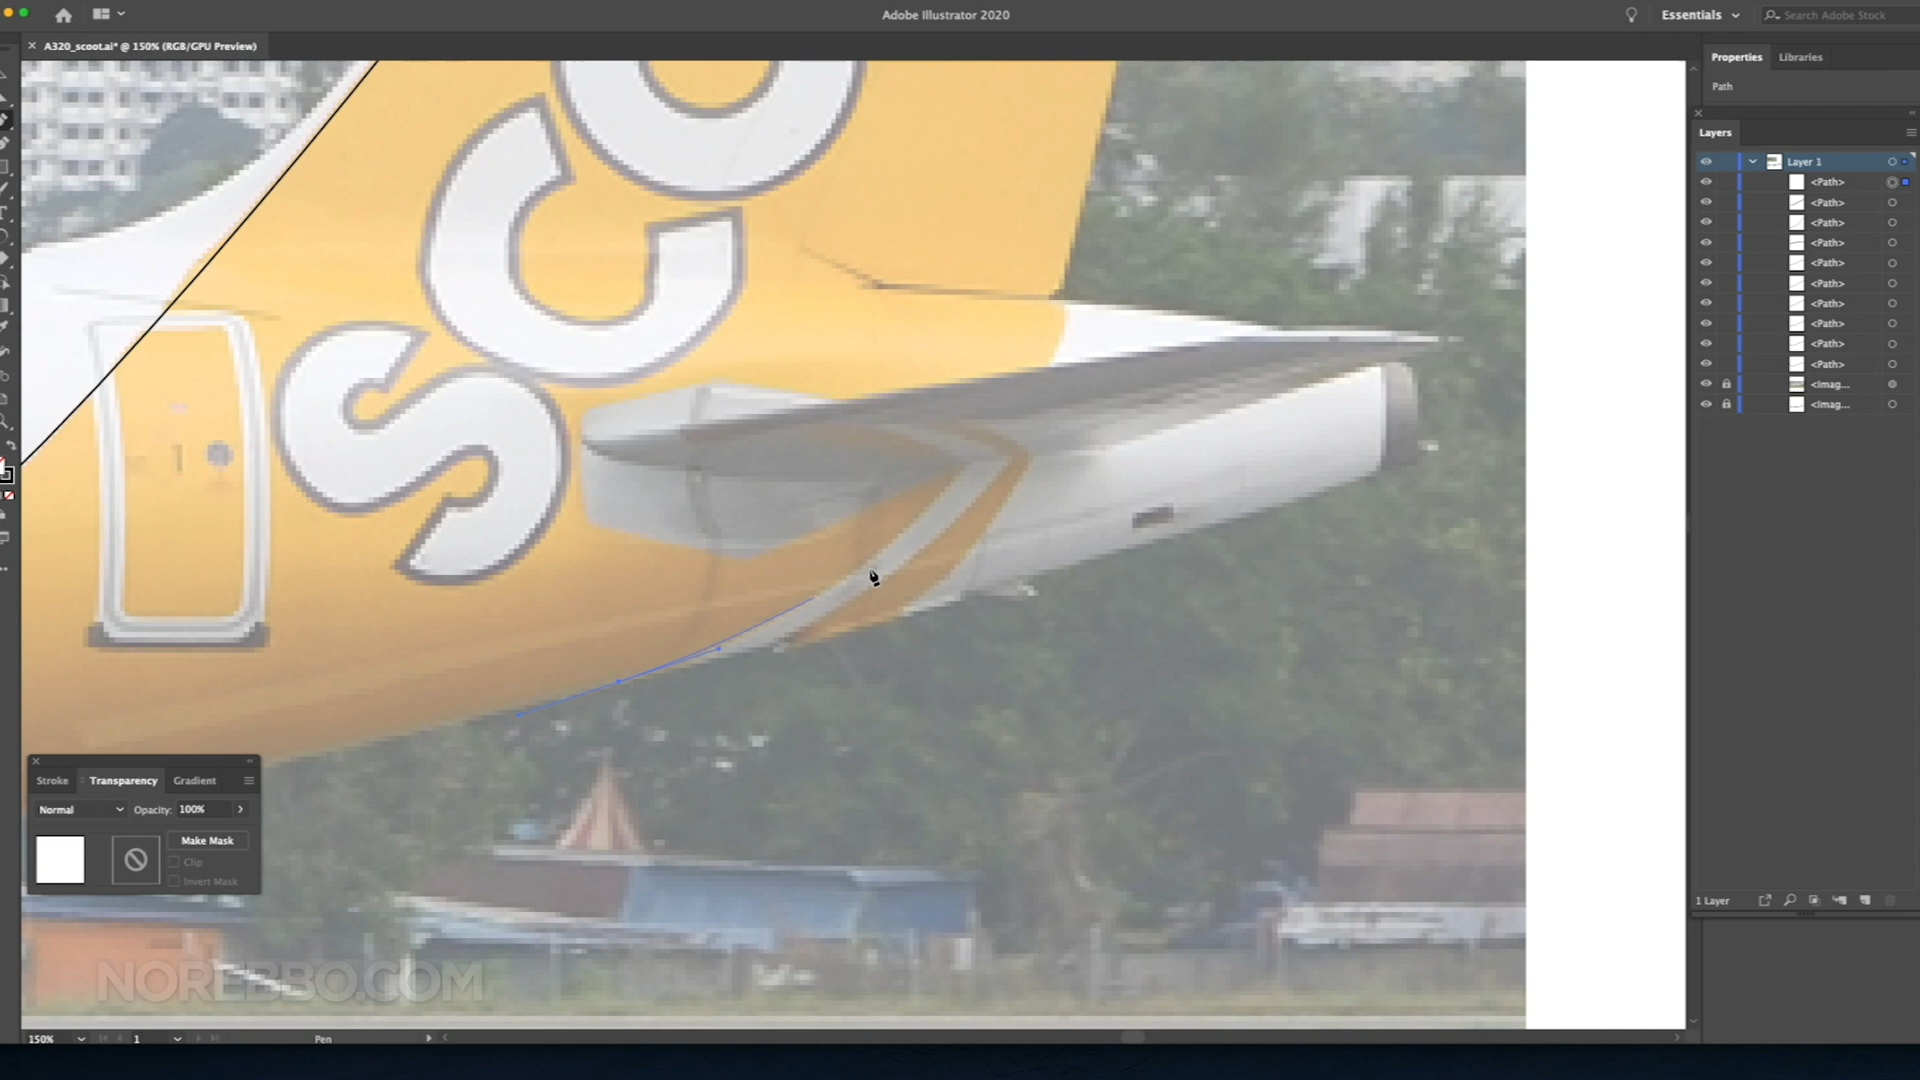 Adobe Illustrator 2020
Essentials
Search Adobe Stock
A320_scoot.ai* @ 150% (RGB/GPU Preview)
Properties
Libraries
Path
Layers
Layer 1
<Path>
<Path>
<Path>
<Path>
<Path>
<Path>
<Path>
<Path>
<Path>
<Path>
<Imag...
<Imag...
sco
1
Stroke
Transparency
Gradient
Normal
Opacity:
100%
Make Mask
Clip
Invert Mask
1 Layer
NOREBBO.COM
150%
1
Pen